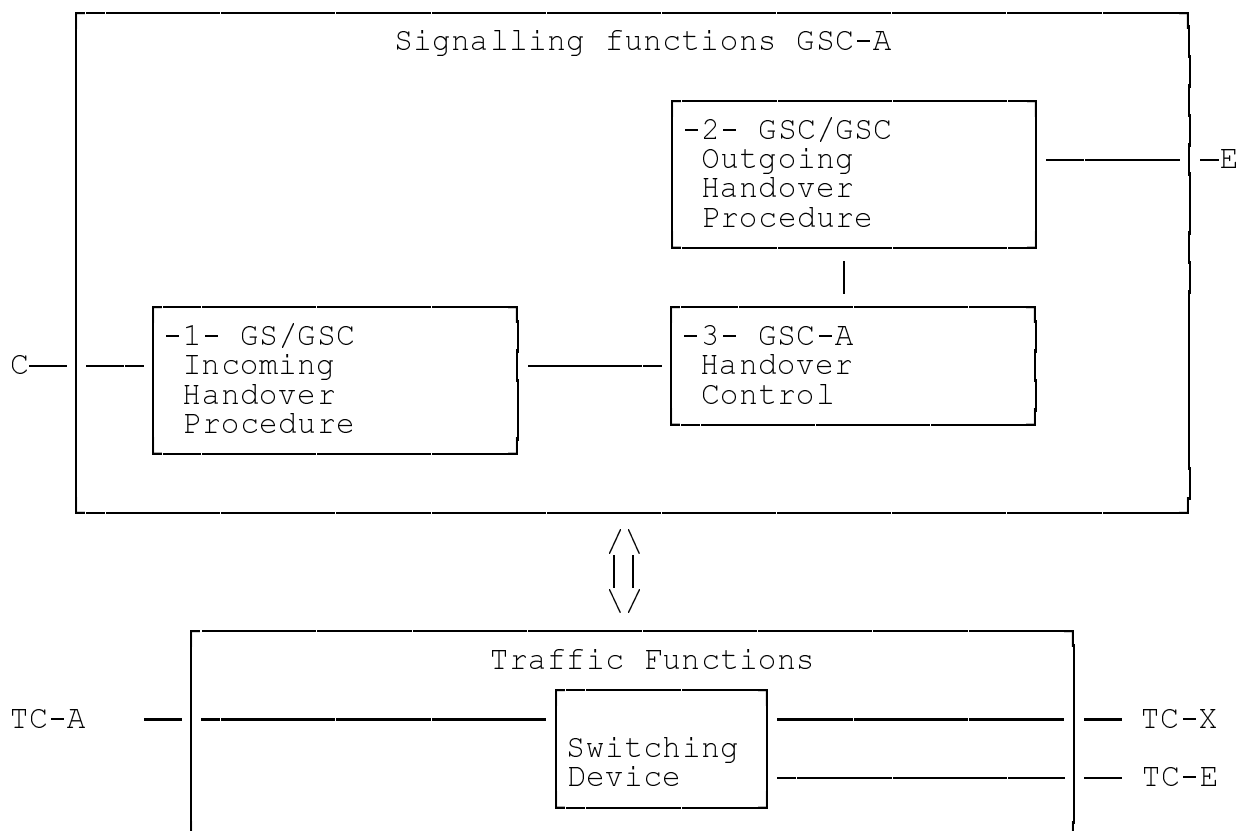 Signalling functions GSC-A
-2- GSC/GSC
Outgoing
Handover
Procedure
E
-1- GS/GSC
Incoming
Handover
Procedure
C
-3- GSC-A
Handover
Control
Traffic Functions
TC-A
Switching
Device
TC-X
TC-E